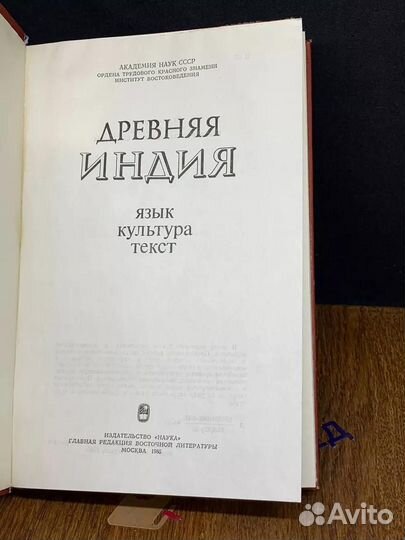 АКАДЕМИЯ НАУК СССР
ОРДЕНА ТРУДОВОГО КРАСНОГО ЗНАМЕНИ
ИНСТИТУТ ВОСТОКОВЕДЕНИЯ
ДРЕВНЯЯ
ИНДИЯ
язык
культура
текст
ИЗДАТЕЛЬСТВО «НАУКА»
ГЛАВНАЯ РЕДАКЦИЯ ВОСТОЧНОЙ ЛИТЕРАТУРЫ
МОСКВА 1985
Avito